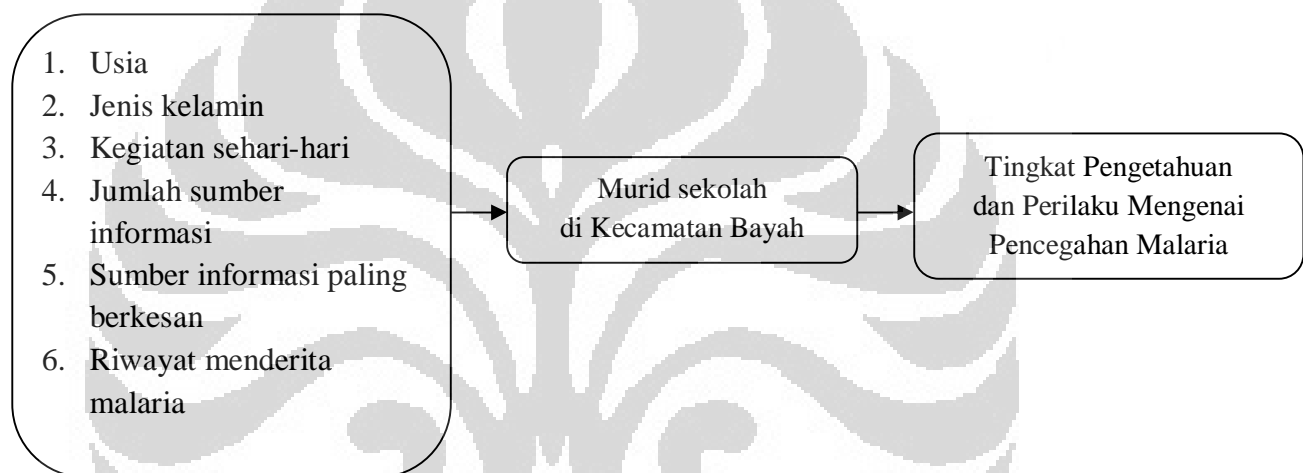 1. Usia
2. Jenis kelamin
3. Kegiatan sehari-hari
4. Jumlah sumber
informasi
5. Sumber informasi paling
berkesan
6. Riwayat menderita
malaria
Murid sekolah
di Kecamatan Bayah
Tingkat Pengetahuan
dan Perilaku Mengenai
Pencegahan Malaria